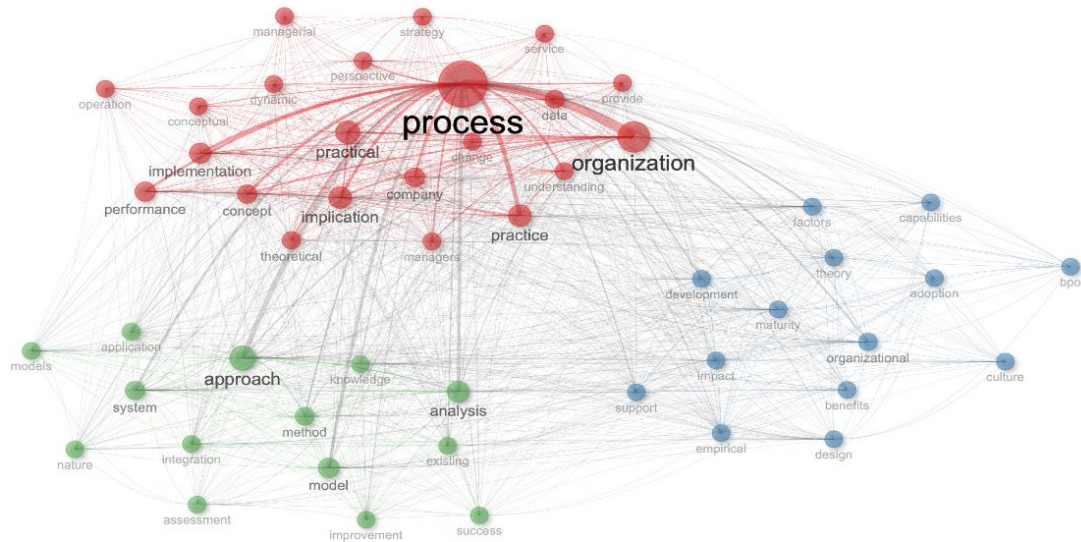 managerial
strategy
service
perspective
operation
dynamic
provide
conceptual
data
process
practical
change
organization
implementation
company
understanding
performance
concept
implication
practice
theoretical
managers
factors
capabilities
theory
bpo
development
adoption
maturity
application
models
organizational
approach
knowledge
impact
culture
system
analysis
support
benefits
method
empirical
design
nature
integration
existing
model
assessment
improvement
success